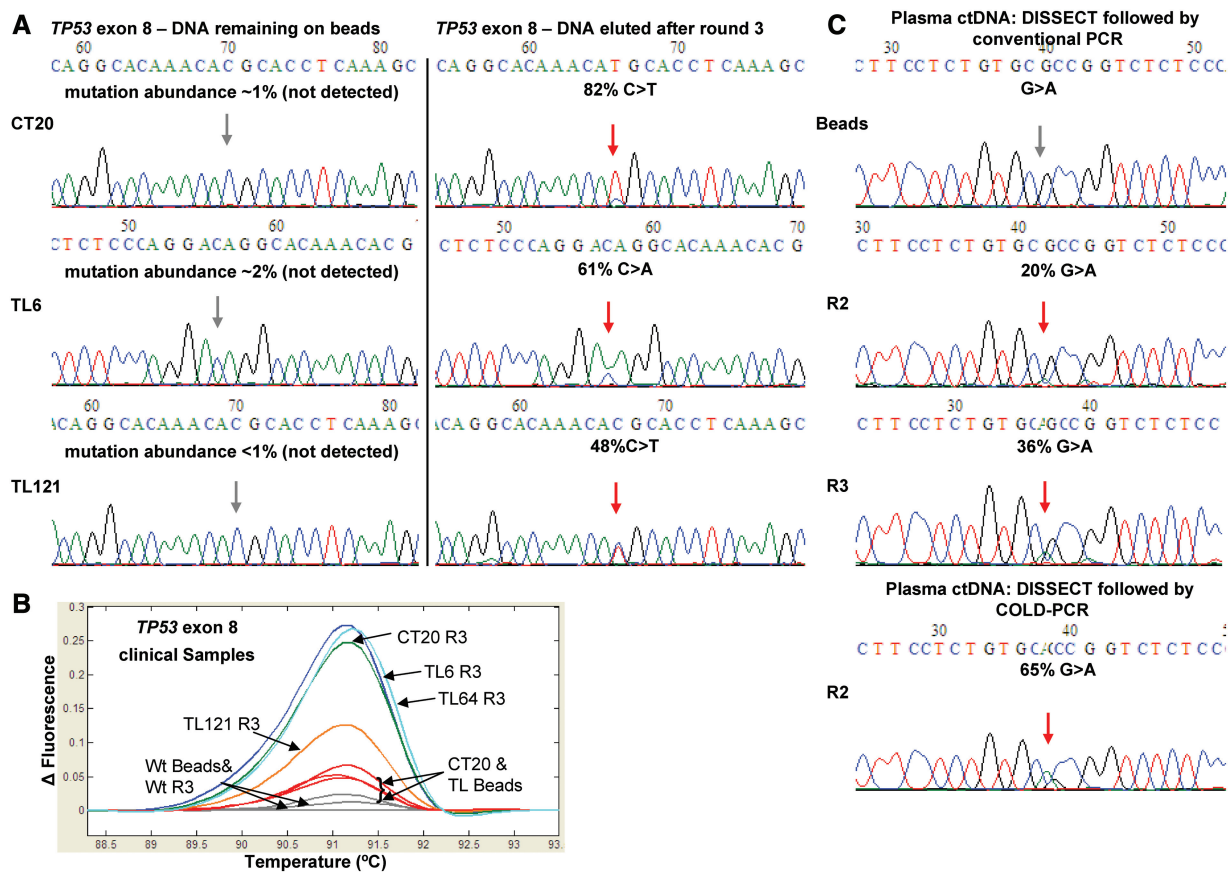 A
TP53 exon 8 – DNA remaining on beads
60 70 80
CAGGCACAAACACGCACCTCAAAGC
mutation abundance ~1% (not detected)
CT20
50 60
CTCTCCCAGGACAGGCACAAACACG
mutation abundance ~2% (not detected)
TL6
60 70 80
ACAGGCACAAACACGCACCTCAAAGC
mutation abundance <1% (not detected)
TL121
TP53 exon 8 – DNA eluted after round 3
60 70
CAGGCACAAACATGCACCTCAAAGC
82% C>T
50 60 70
CTCTCCCAGGACAGGCACAAACACG
61% C>A
60 70
ACAGGCACAAACACGCACCTCAAAGC
48%C>T
B
TP53 exon 8
clinical Samples
Δ Fluorescence
0.3
0.25
0.2
0.15
0.1
0.05
0
CT20 R3
TL6 R3
TL64 R3
TL121 R3
Wt Beads&
Wt R3
CT20 &
TL Beads
88.5 89 89.5 90 90.5 91 91.5 92 92.5 93 93.
Temperature (ºC)
C
Plasma ctDNA: DISSECT followed by
conventional PCR
30 40 50
CTTCCTCTGTGCGCCGGTCTCTCCC
G>A
Beads
30 40 50
CTTCCTCTGTGCGCCGGTCTCTCCC
20% G>A
R2
30 40
CTTCCTCTGTGCAGCCGGTCTCTCC
36% G>A
R3
Plasma ctDNA: DISSECT followed by
COLD-PCR
30 40
CTTCCTCTGTGCACCGGTCTCTCC
65% G>A
R2